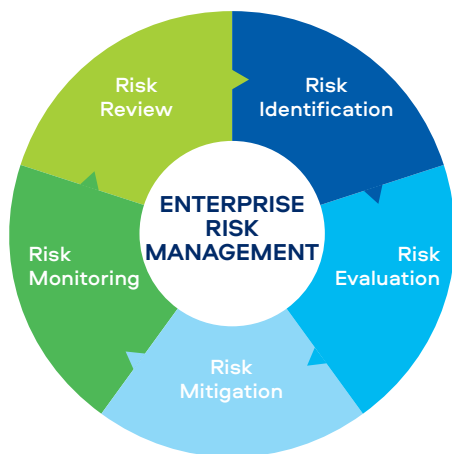 Risk
Identification
Risk
Evaluation
Risk
Mitigation
Risk
Monitoring
Risk
Review
ENTERPRISE
RISK
MANAGEMENT